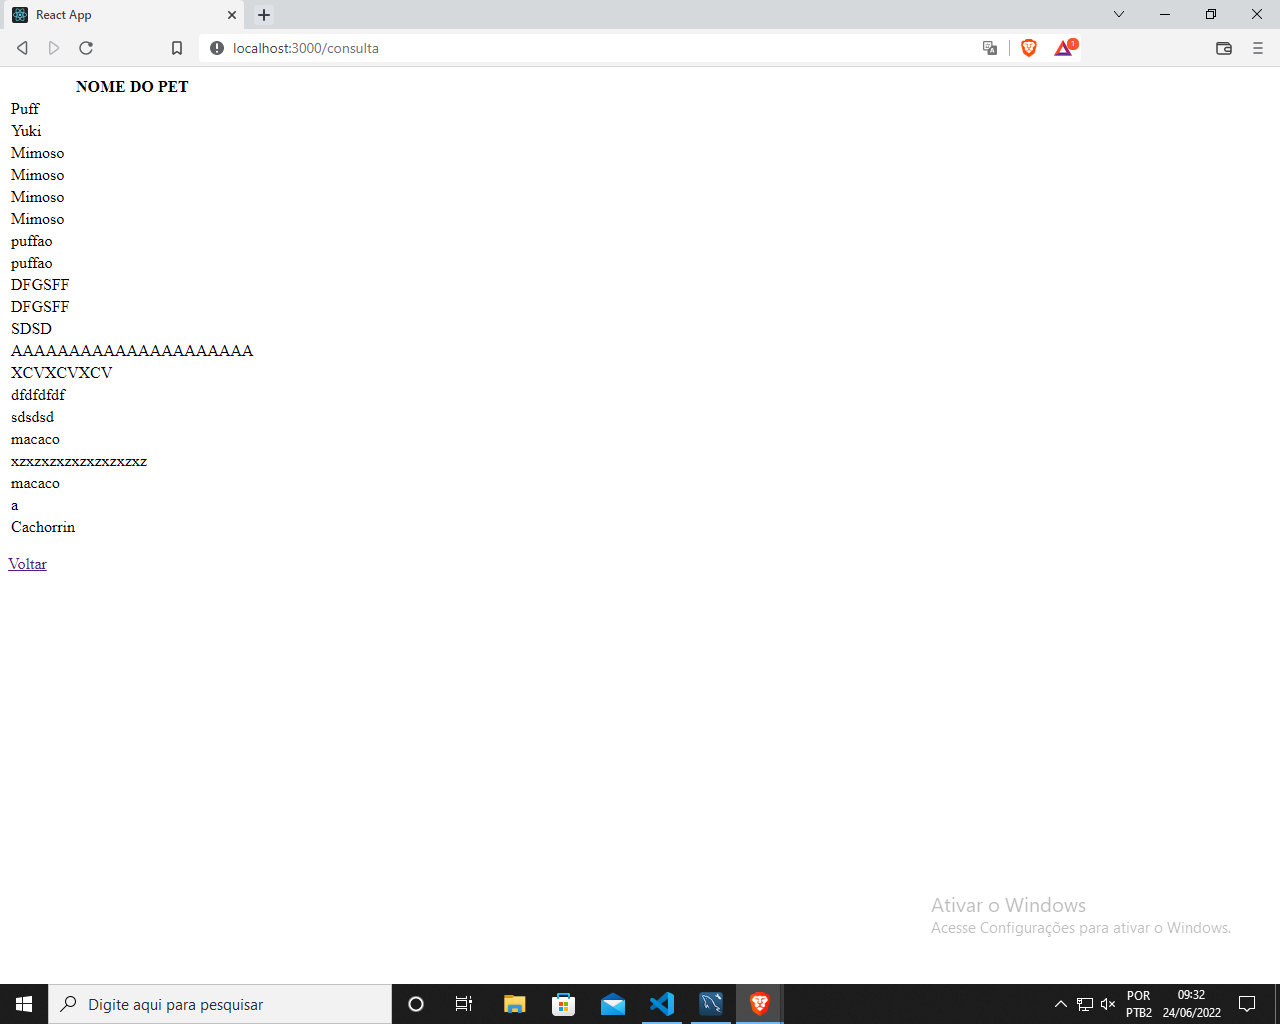 React App
localhost:3000/consulta
1
NOME DO PET
Puff
Yuki
Mimoso
Mimoso
Mimoso
Mimoso
puffao
puffao
DFGSFF
DFGSFF
SDSD
AAAAAAAAAAAAAAAAAAAAA
XCVXCVXCV
dfdfdfdf
sdsdsd
macaco
xzxzxzxzxzxzxzxzxz
macaco
a
Cachorrin
Voltar
Ativar o Windows
Acesse Configurações para ativar o Windows.
Digite aqui para pesquisar
POR
PTB2
09:32
24/06/2022